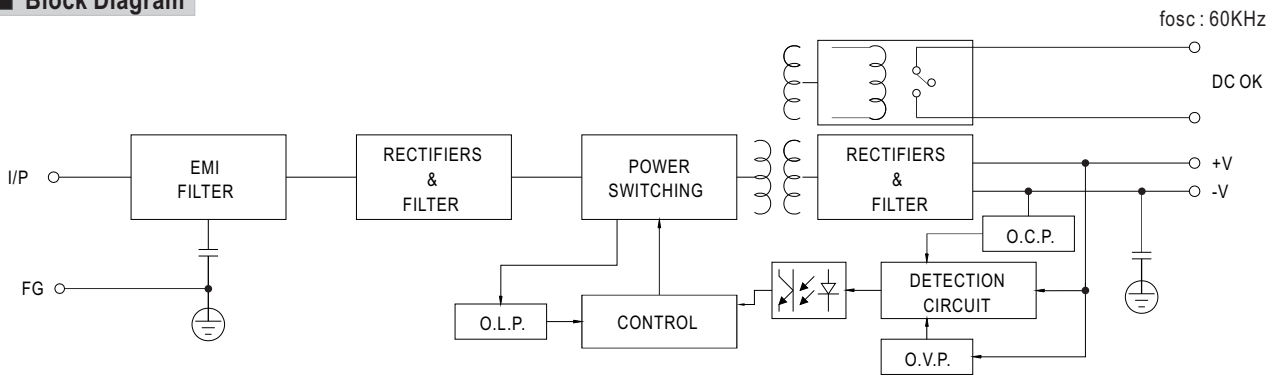 ■ Block Diagram
fosc : 60KHz
DC OK
I/P
EMI
FILTER
RECTIFIERS
&
FILTER
POWER
SWITCHING
RECTIFIERS
&
FILTER
+V
-V
O.C.P.
FG
O.L.P.
CONTROL
DETECTION
CIRCUIT
O.V.P.